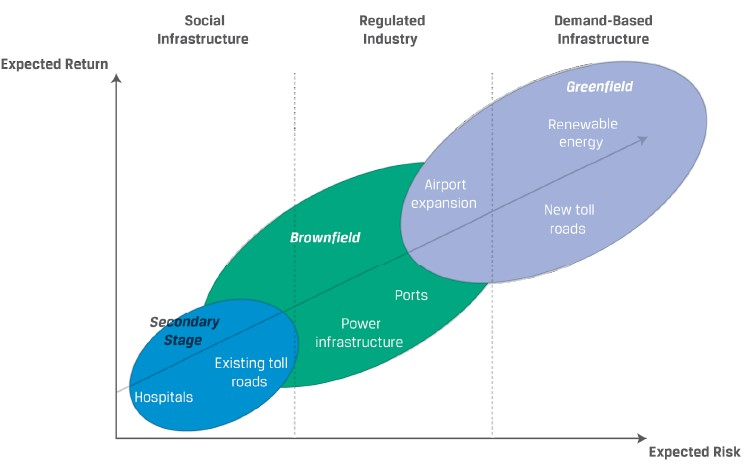 Social
Infrastructure
Regulated
Industry
Demand-Based
Infrastructure
Expected Return
Greenfield
Renewable
energy
Airport
expansion
New toll
roads
Brownfield
Ports
Power
infrastructure
Secondary
Stage
Existing toll
roads
Hospitals
Expected Risk